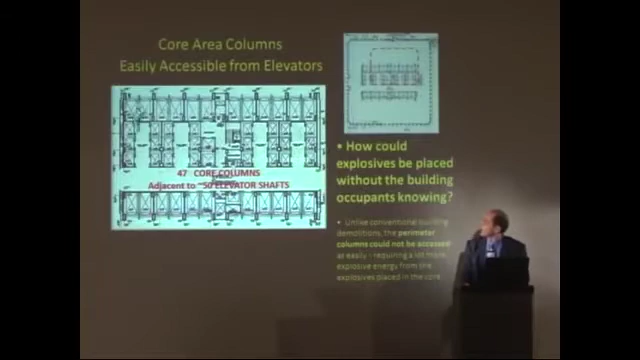 Core Area Columns
Easily Accessible from Elevators
47 CORE COLUMNS
Adjacent to ~50 ELEVATOR SHAFTS
• How could
explosives be placed
without the building
occupants knowing?
• Unlike conventional building
demolitions, the perimeter
columns could not be accessed
as easily - requiring a lot more
explosive energy from the
explosives placed in the core